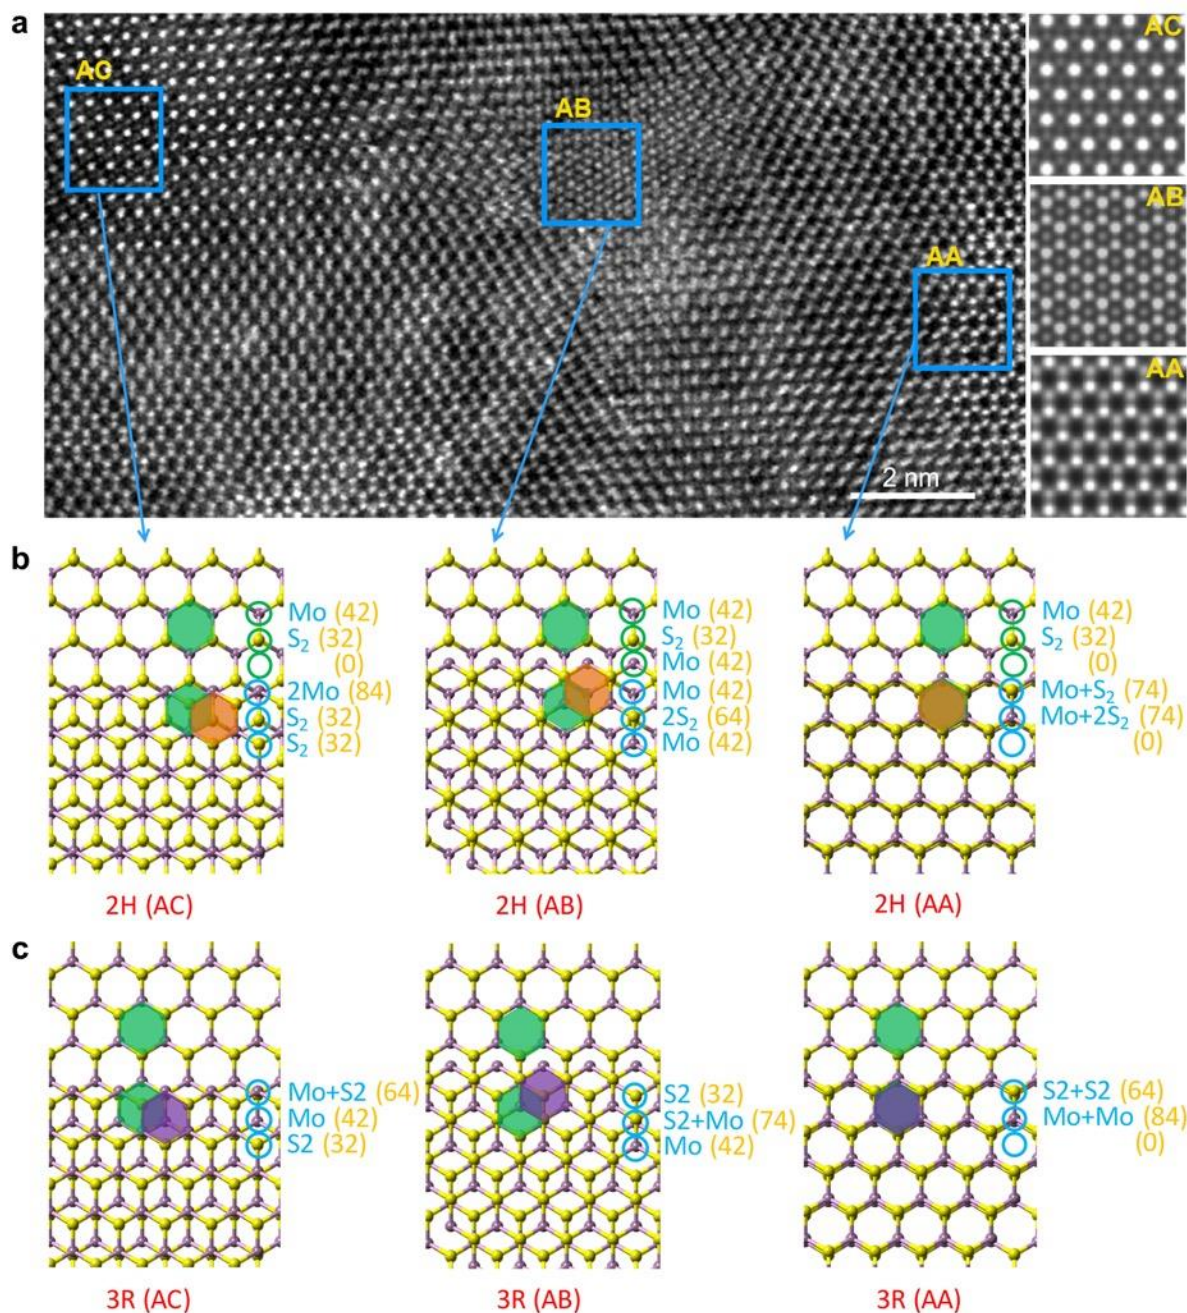 a
AC
AB
AA
2 nm
AC
AB
AA
b
Mo (42)
S2 (32)
(0)
2Mo (84)
S2 (32)
S2 (32)
2H (AC)
Mo (42)
S2 (32)
Mo (42)
Mo (42)
2S2 (64)
Mo (42)
2H (AB)
Mo (42)
S2 (32)
(0)
Mo+S2 (74)
Mo+2S2 (74)
(0)
2H (AA)
c
Mo+S2 (64)
Mo (42)
S2 (32)
3R (AC)
S2 (32)
S2+Mo (74)
Mo (42)
3R (AB)
S2+S2 (64)
Mo+Mo (84)
(0)
3R (AA)